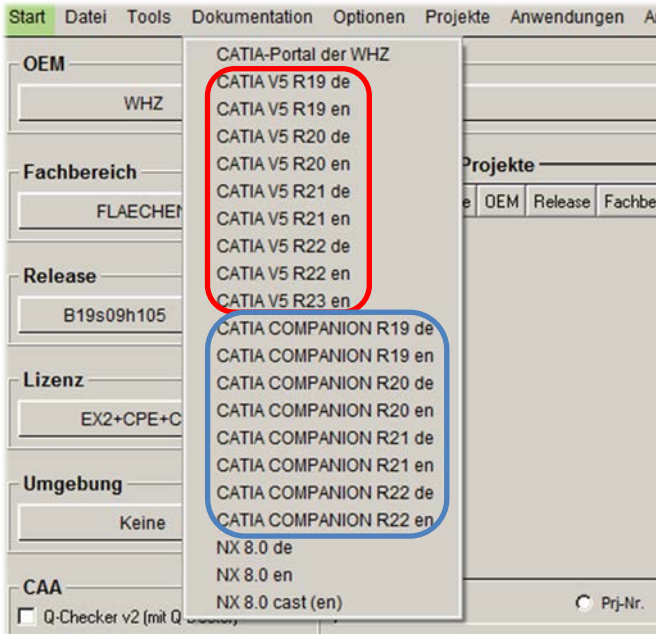 Start Datei Tools Dokumentation Optionen Projekte Anwendungen
OEM
WHZ
Fachbereich
Release
B19s09h105
Lizenz
Umgebung
Keine
CAA
Q-Checker v2 (mit
CATIA-Portal der WHZ
CATIA V5 R19 de
CATIA V5 R19 en
CATIA V5 R20 de
CATIA V5 R20 en
CATIA V5 R21 de
CATIA V5 R21 en
CATIA V5 R22 de
CATIA V5 R22 en
CATIA V5 R23 en
CATIA COMPANION R19 de
CATIA COMPANION R19 en
CATIA COMPANION R20 de
CATIA COMPANION R20 en
CATIA COMPANION R21 de
CATIA COMPANION R21 en
CATIA COMPANION R22 de
CATIA COMPANION R22 en
NX 8.0 de
NX 8.0 en
NX 8.0 cast (en)
Projekte
OEM Release Fachbe
Prj-Nr.